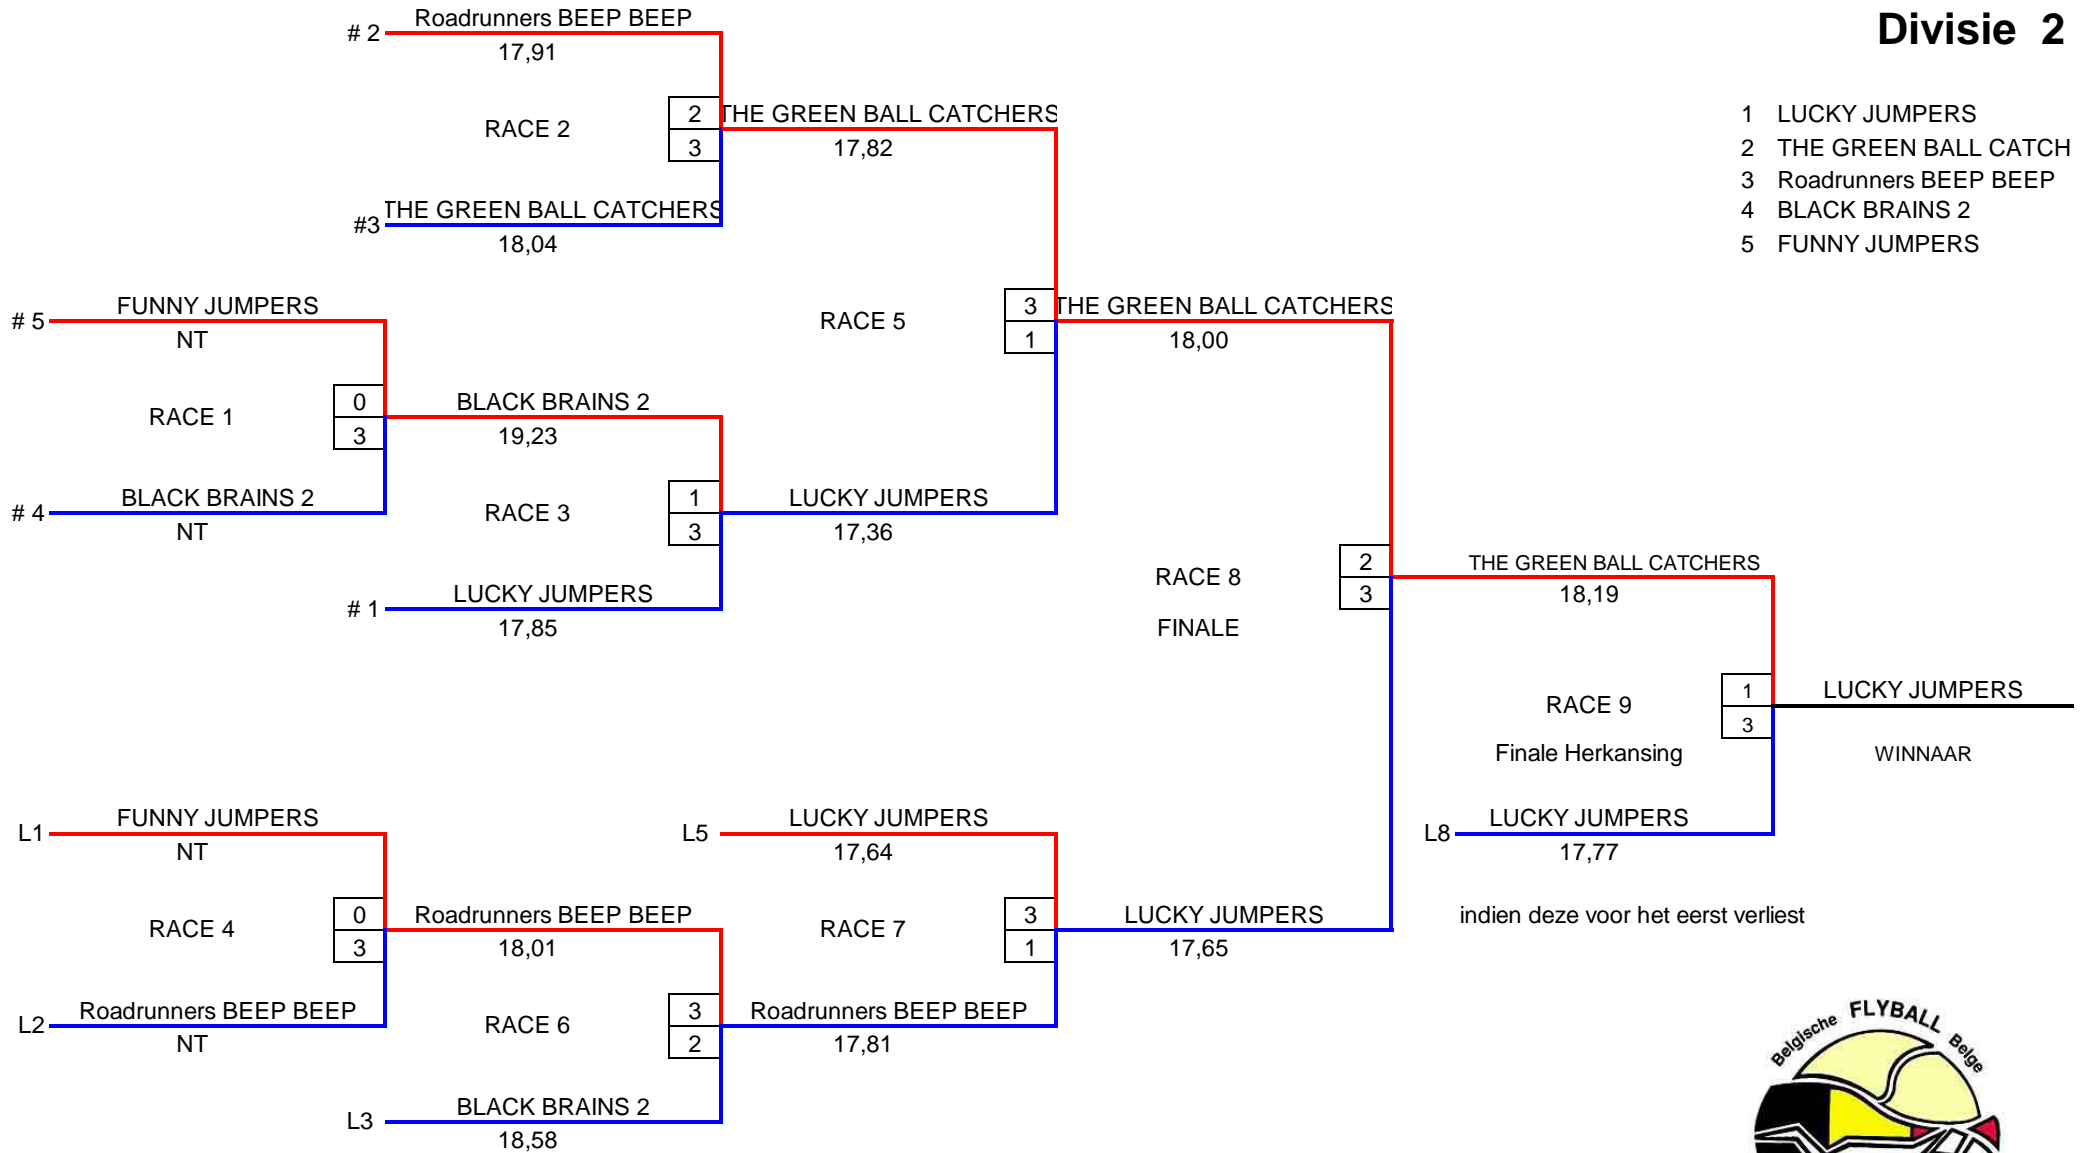 Divisie 2
Roadrunners BEEP BEEP
# 2
17,91
RACE 2
2
3
THE GREEN BALL CATCHERS
17,82
THE GREEN BALL CATCHERS
#3
18,04
1 LUCKY JUMPERS
2 THE GREEN BALL CATCH
3 Roadrunners BEEP BEEP
4 BLACK BRAINS 2
5 FUNNY JUMPERS
FUNNY JUMPERS
# 5
NT
RACE 1
0
3
BLACK BRAINS 2
19,23
BLACK BRAINS 2
# 4
NT
RACE 3
1
3
LUCKY JUMPERS
17,36
LUCKY JUMPERS
# 1
17,85
RACE 5
3
1
THE GREEN BALL CATCHERS
18,00
RACE 8
FINALE
2
3
THE GREEN BALL CATCHERS
18,19
RACE 9
Finale Herkansing
1
3
LUCKY JUMPERS
WINNAAR
LUCKY JUMPERS
L8
17,77
indien deze voor het eerst verliest
FUNNY JUMPERS
L1
NT
RACE 4
0
3
Roadrunners BEEP BEEP
18,01
Roadrunners BEEP BEEP
L2
NT
RACE 6
3
2
Roadrunners BEEP BEEP
17,81
BLACK BRAINS 2
L3
18,58
LUCKY JUMPERS
L5
17,64
RACE 7
3
1
LUCKY JUMPERS
17,65
Belgische FLYBALL Belge